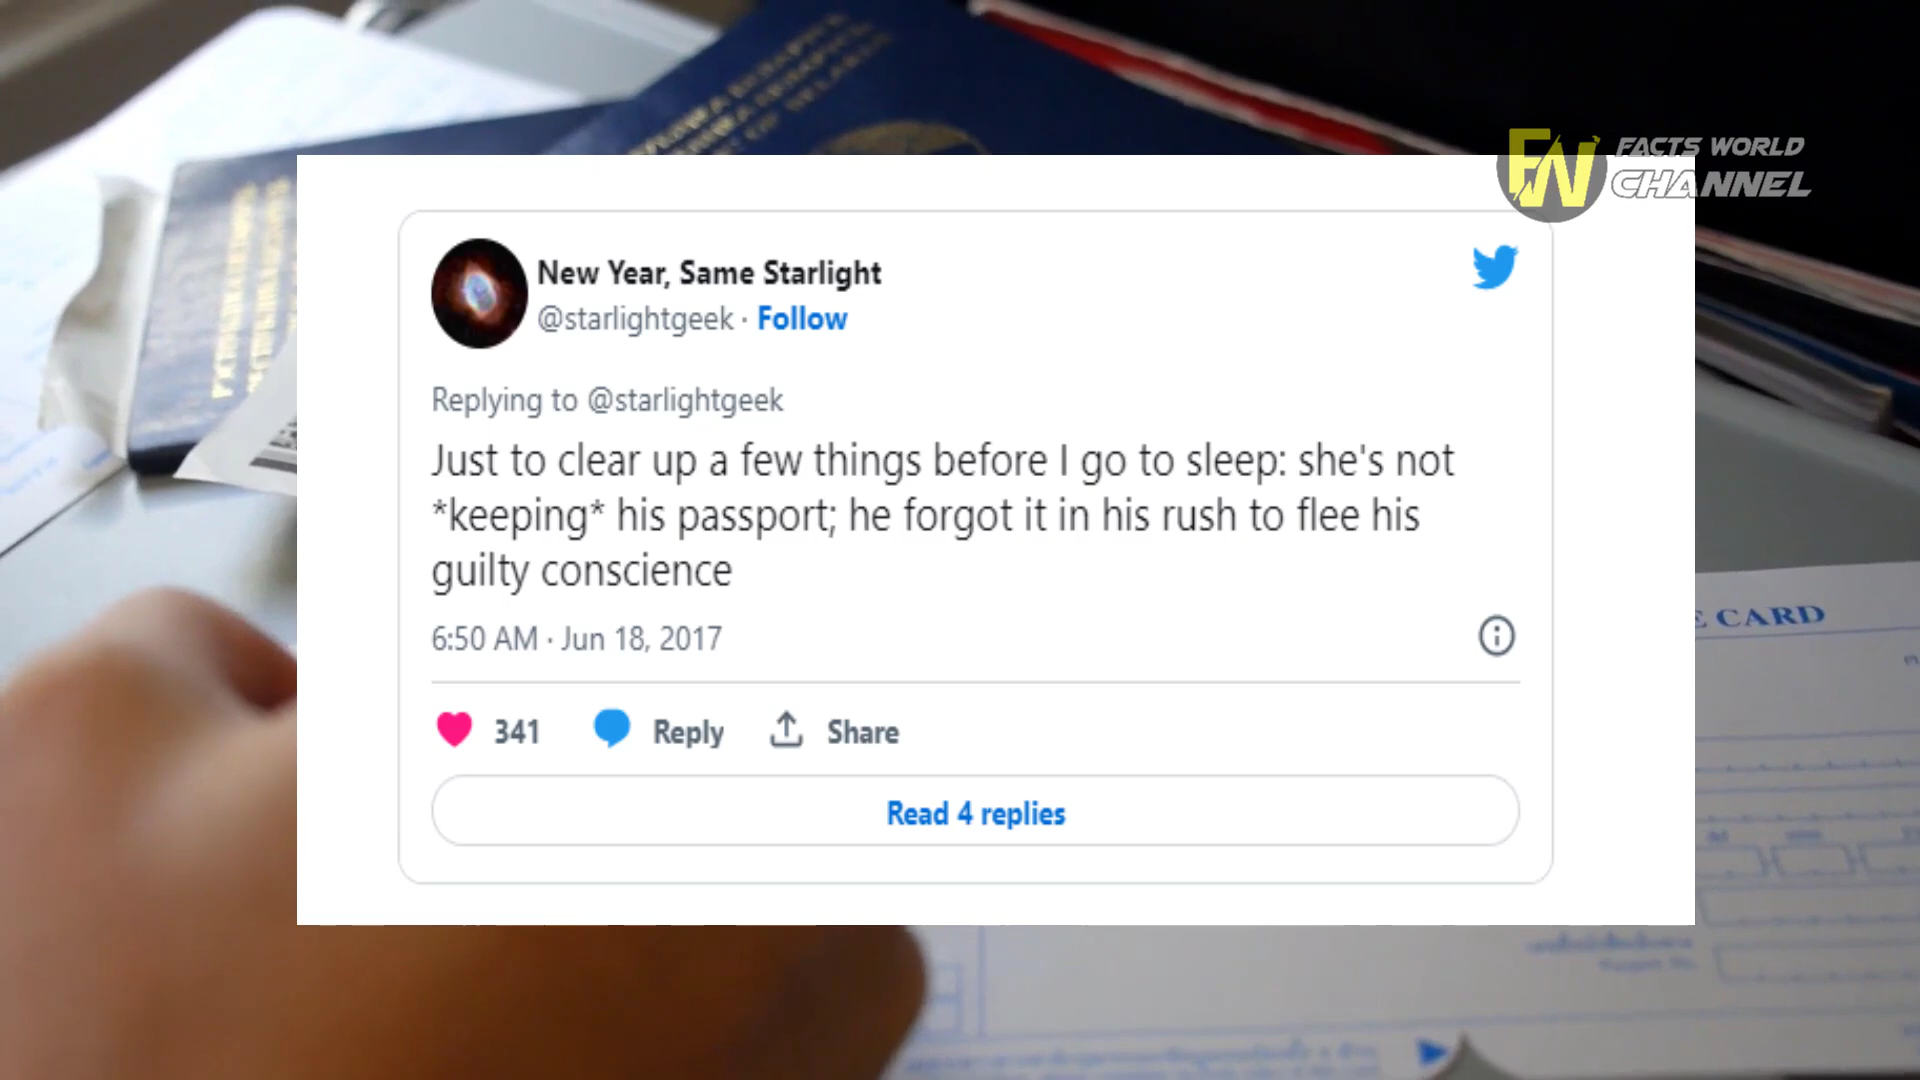 FACTS WORLD
CHANNEL
New Year, Same Starlight
@starlightgeek · Follow
Replying to @starlightgeek
Just to clear up a few things before I go to sleep: she's not
*keeping* his passport; he forgot it in his rush to flee his
guilty conscience
6:50 AM · Jun 18, 2017
341 Reply Share
Read 4 replies
CARD